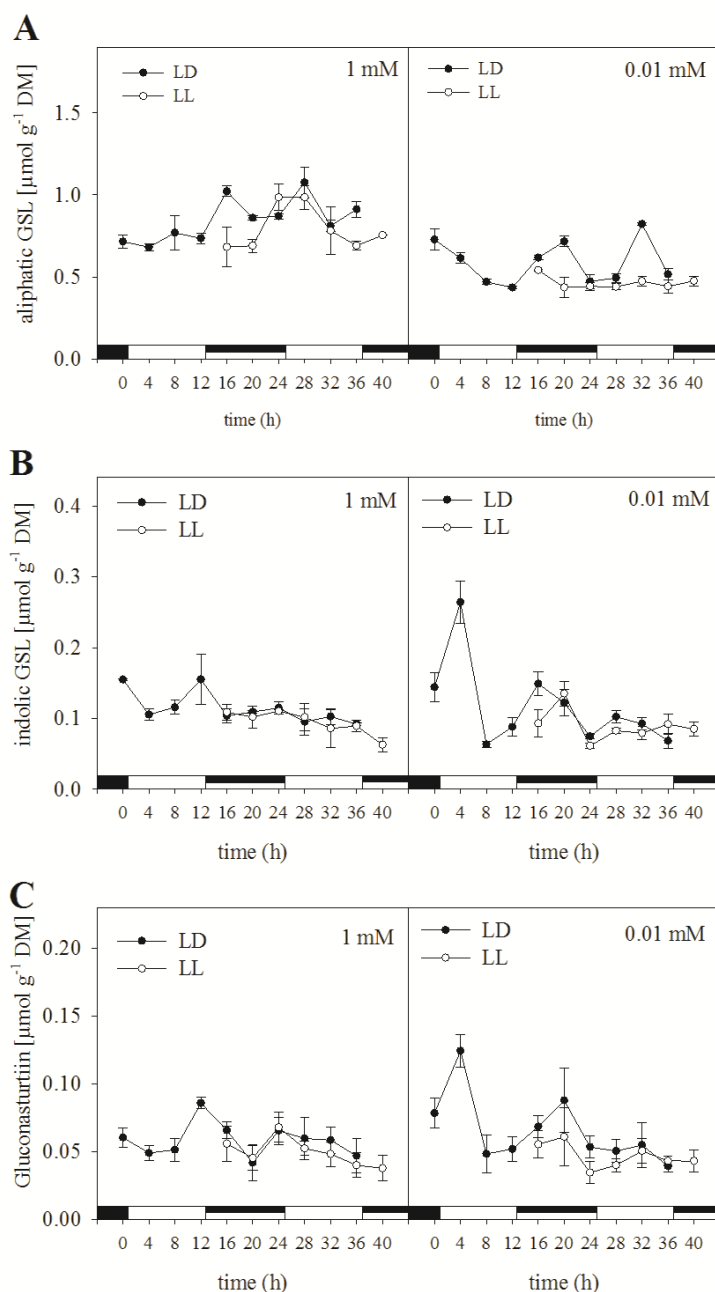 A
LD
LL
1 mM
LD
LL
0.01 mM
aliphatic GSL [µmol g⁻¹ DM]
1.5
1.0
0.5
0.0
0 4 8 12 16 20 24 28 32 36 40
0 4 8 12 16 20 24 28 32 36 40
time (h)
time (h)
B
LD
LL
1 mM
LD
LL
0.01 mM
indolic GSL [µmol g⁻¹ DM]
0.4
0.3
0.2
0.1
0.0
0 4 8 12 16 20 24 28 32 36 40
0 4 8 12 16 20 24 28 32 36 40
time (h)
time (h)
C
LD
LL
1 mM
LD
LL
0.01 mM
Gluconasturtiin [µmol g⁻¹ DM]
0.20
0.15
0.10
0.05
0.00
0 4 8 12 16 20 24 28 32 36 40
0 4 8 12 16 20 24 28 32 36 40
time (h)
time (h)